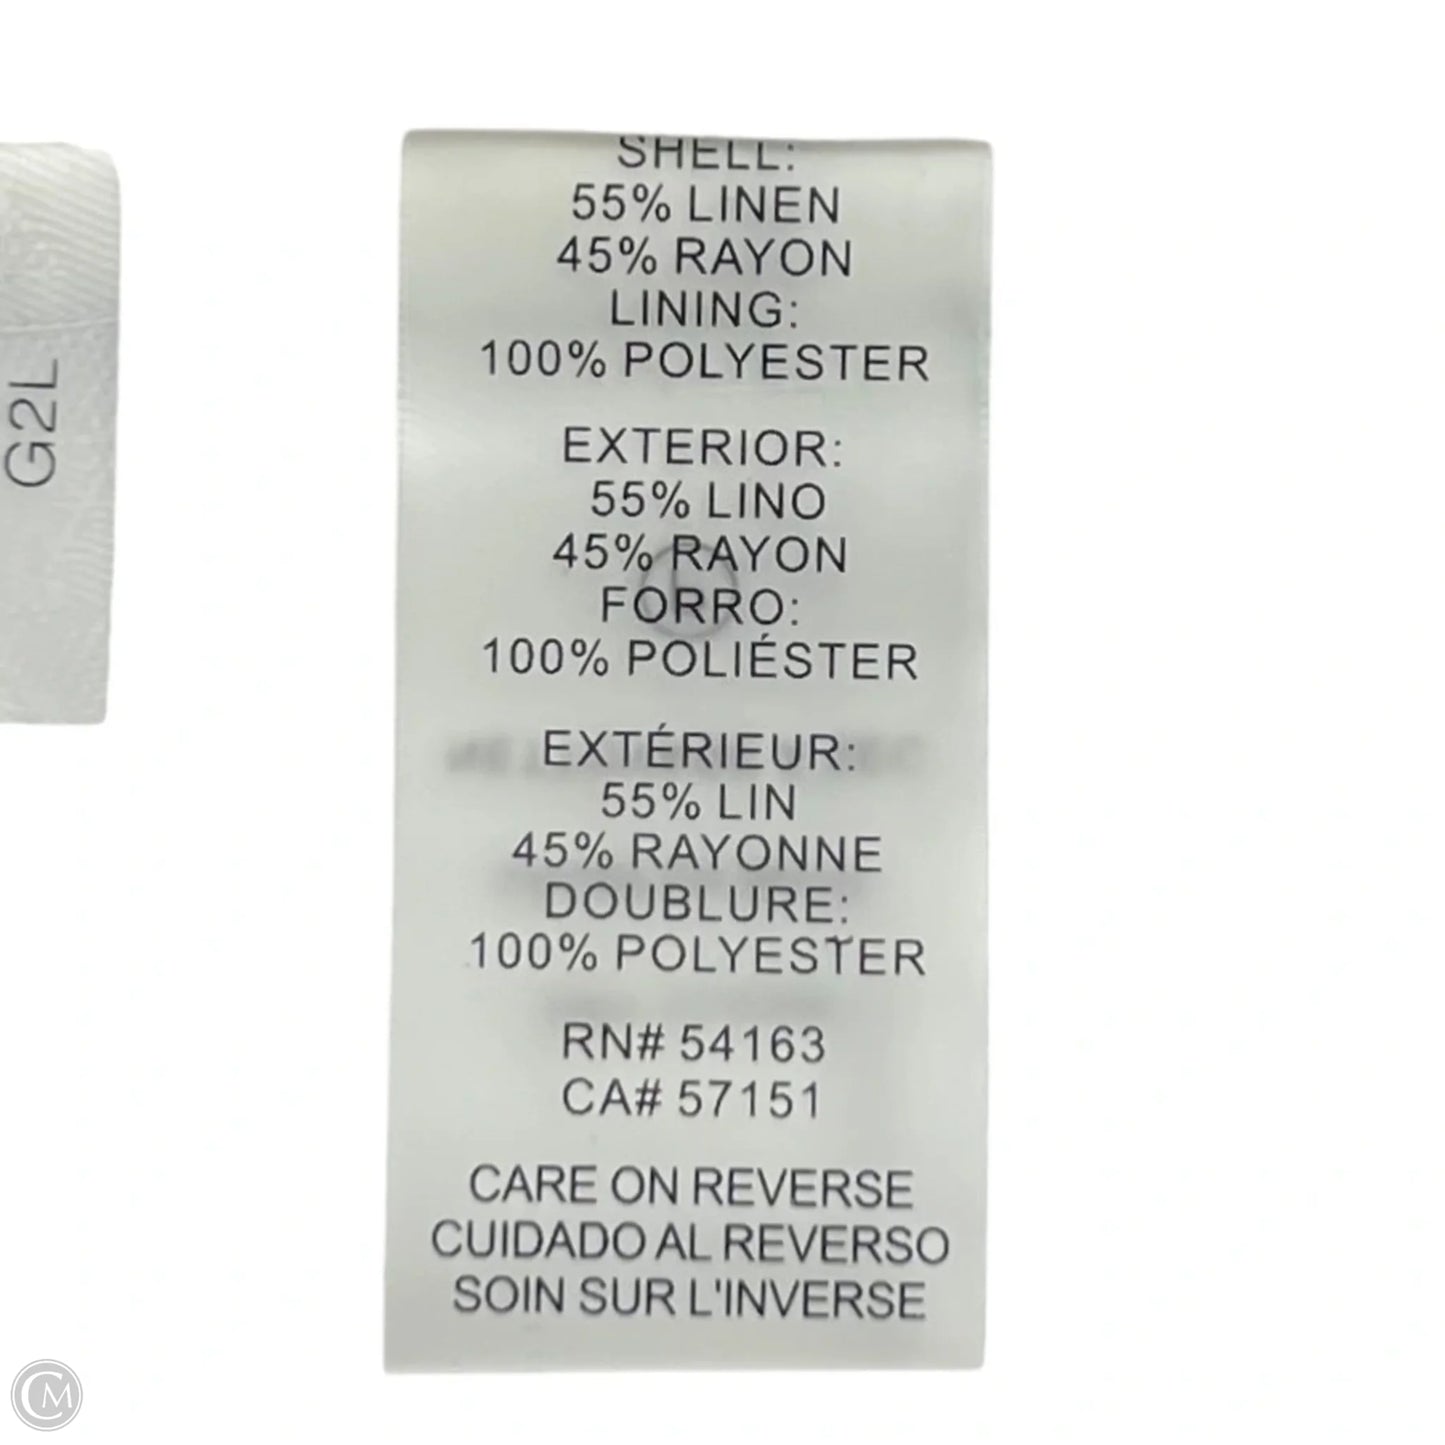 G2L
SHELL:
55% LINEN
45% RAYON
LINING:
100% POLYESTER
EXTERIOR:
55% LINO
45% RAYON
FORRO:
100% POLIÉSTER
EXTÉRIEUR:
55% LIN
45% RAYONNE
DOUBLURE:
100% POLYESTER
RN# 54163
CA# 57151
CARE ON REVERSE
CUIDADO AL REVERSO
SOIN SUR L'INVERSE
CM